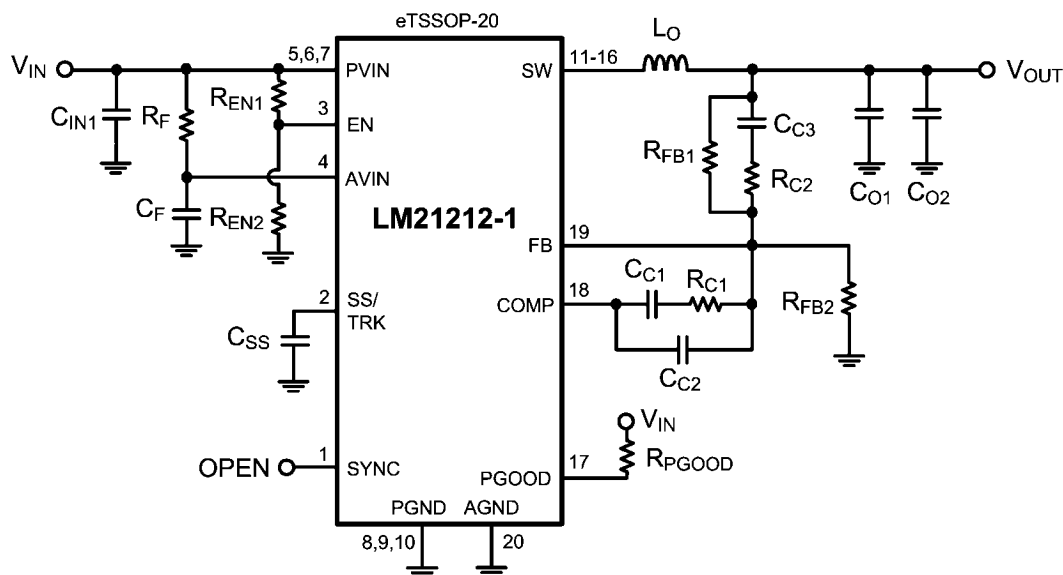 eTSSOP-20
LO
VIN
5,6,7
PVIN
SW
11-16
VOUT
REN1
CIN1
RF
3
EN
CC3
RFB1
4
AVIN
RC2
CO1
CO2
CF
REN2
LM21212-1
FB
19
CC1
RC1
2
SS/
TRK
COMP
18
RFB2
CSS
CC2
VIN
OPEN
1
SYNC
PGOOD
17
RPGOOD
PGND
AGND
8,9,10
20